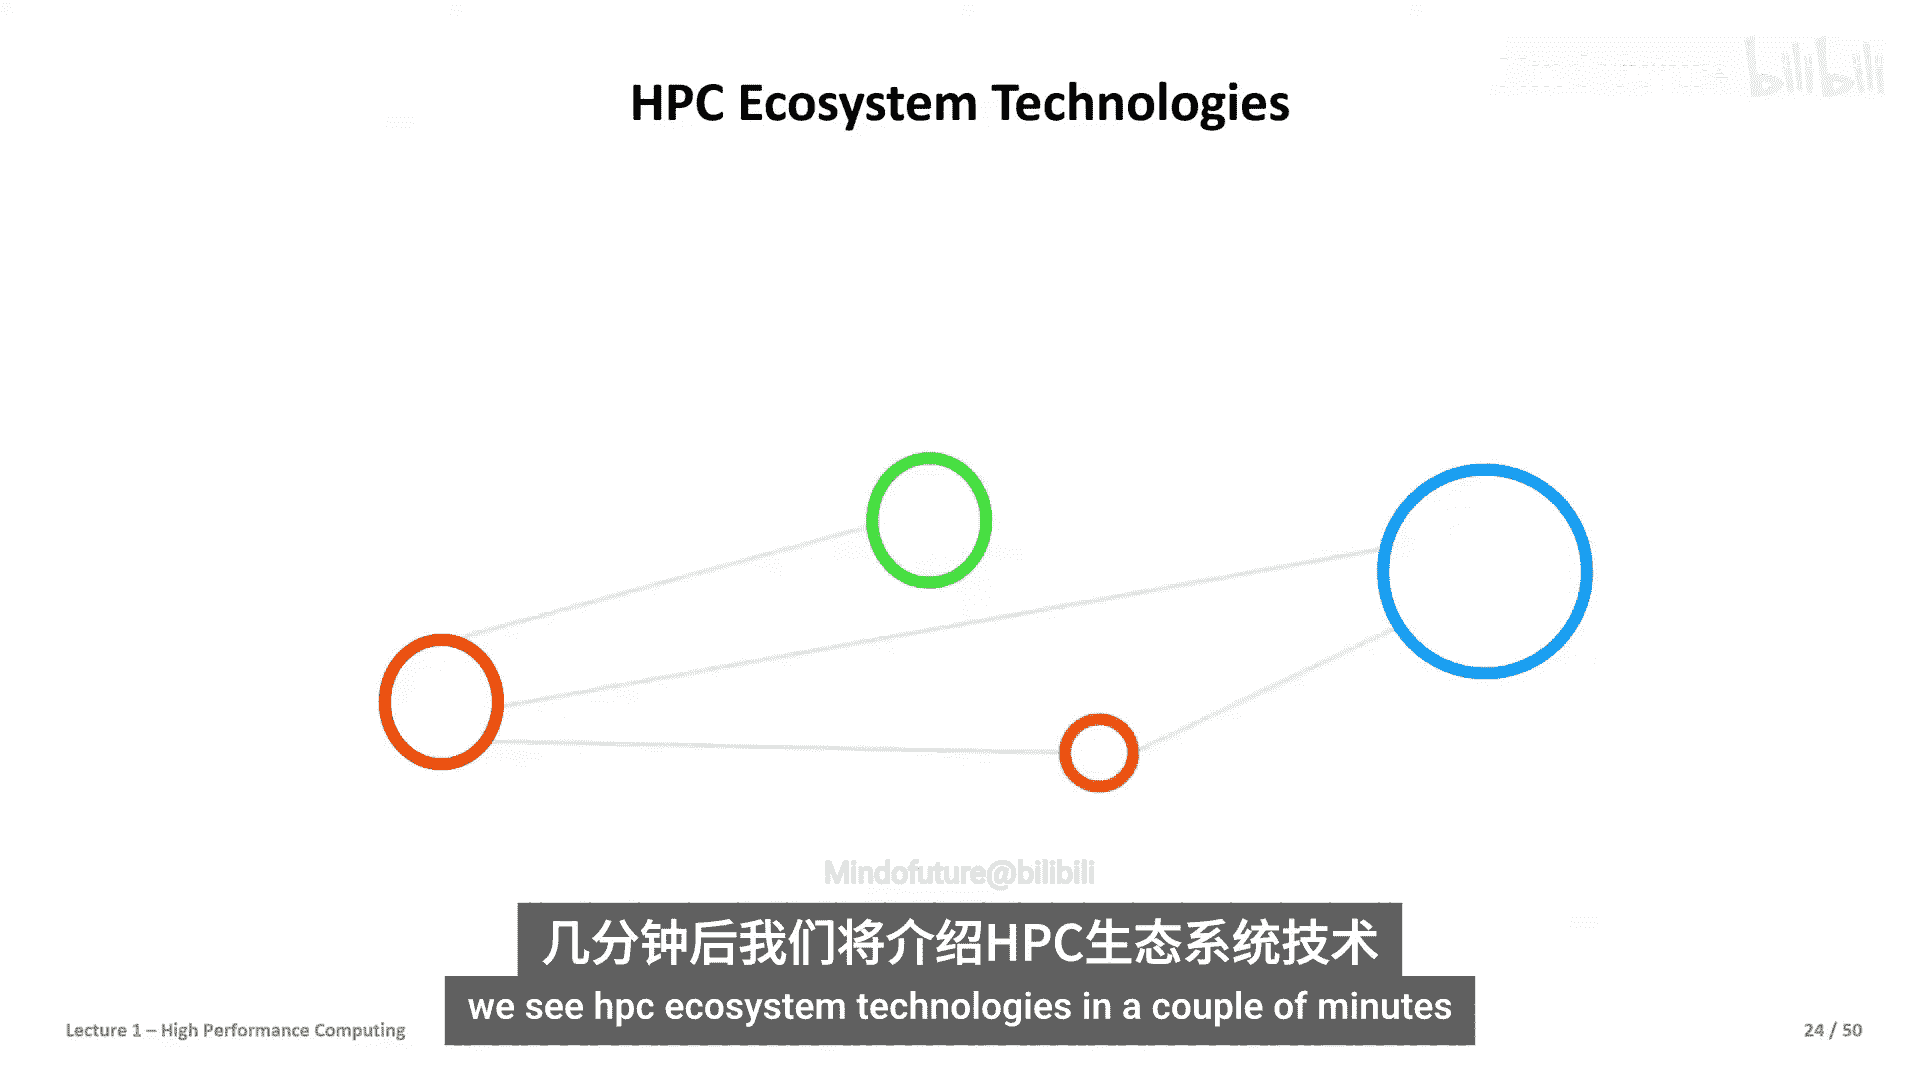 bilibili
HPC Ecosystem Technologies
Mindofuture@bilibili
几分钟后我们将介绍HPC生态系统技术
we see hpc ecosystem technologies in a couple of minutes
Lecture 1 – High Performance Computing
24 / 50